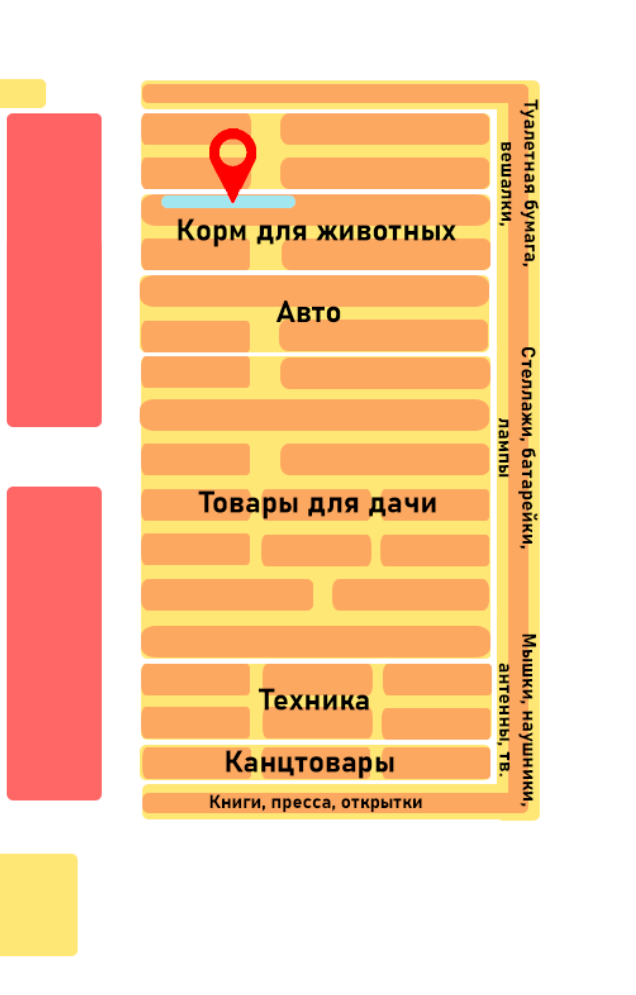 Туалетная бумага,
вешалки,
Корм для животных
Авто
Стеллажи, батарейки,
лампы
Товары для дачи
Мышки, наушники,
антенны, тв.
Техника
Канцтовары
Книги, пресса, открытки